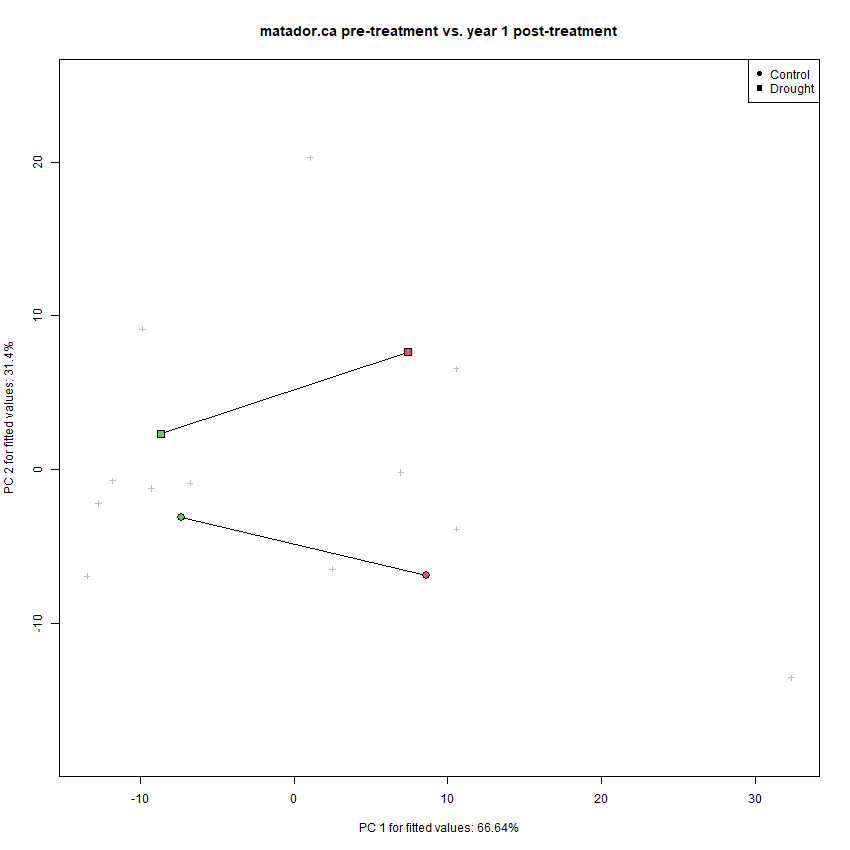 matador.ca pre-treatment vs. year 1 post-treatment
Control
Drought
20
10
0
-10
PC 2 for fitted values: 31.4%
-10
0
10
20
30
PC 1 for fitted values: 66.64%